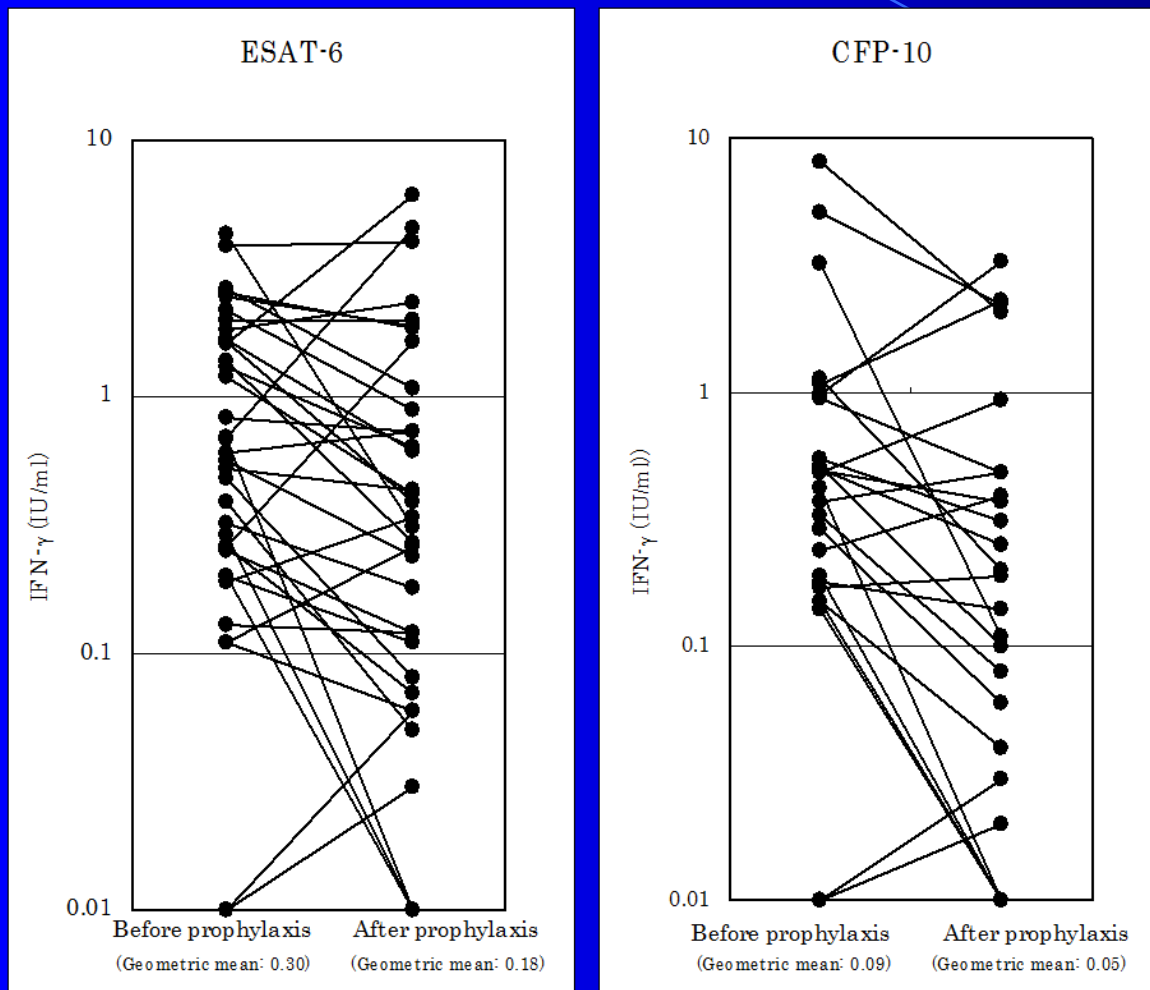 ESAT-6
10
1
0.1
0.01
IFN-γ (IU/ml)
Before prophylaxis
After prophylaxis
(Geometric mean: 0.30)
(Geometric mean: 0.18)
CFP-10
10
1
0.1
0.01
IFN-γ (IU/ml))
Before prophylaxis
After prophylaxis
(Geometric mean: 0.09)
(Geometric mean: 0.05)